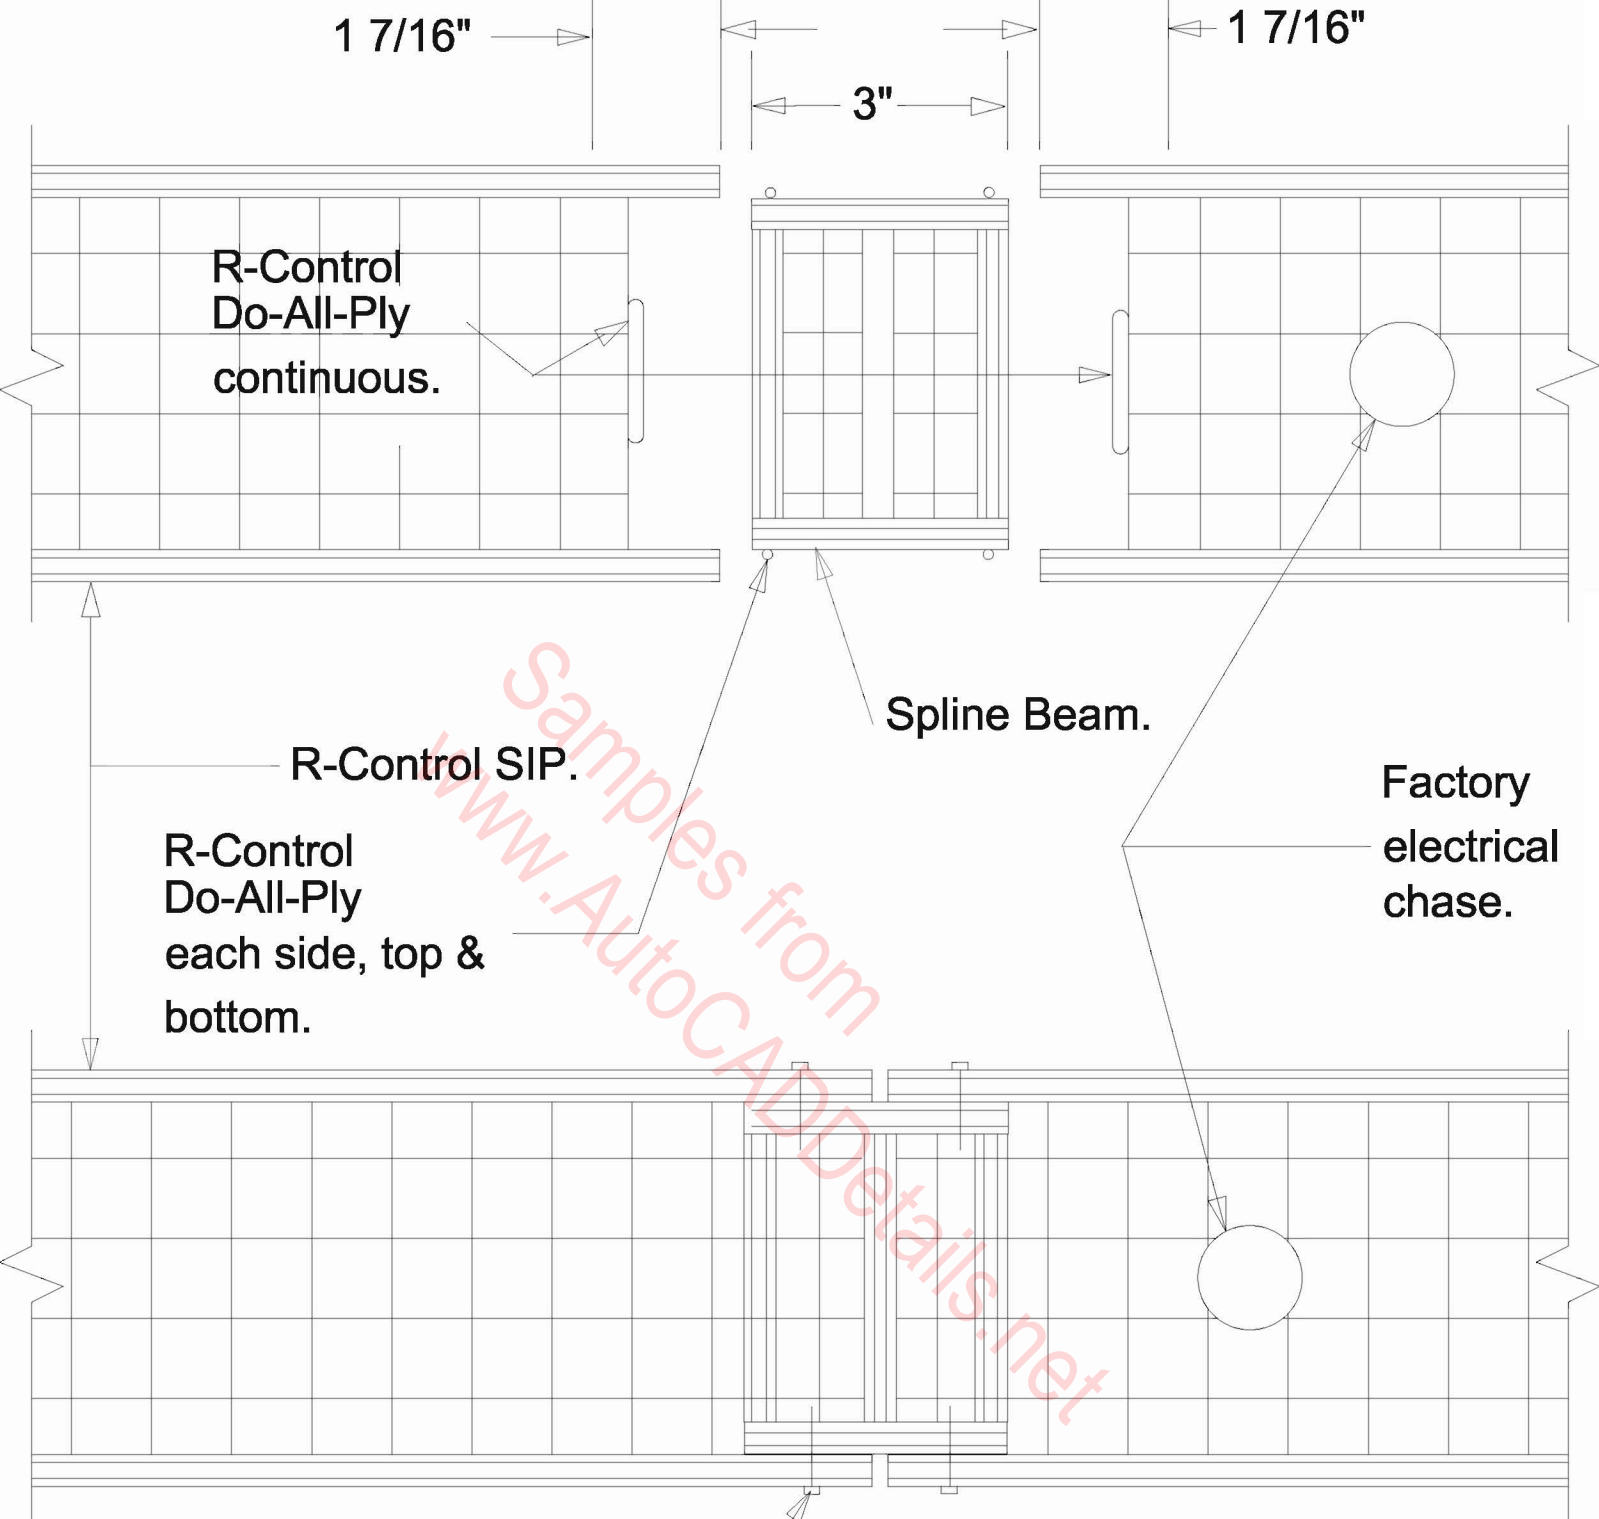 1 7/16"
1 7/16"
3"
R-Control
Do-All-Ply
continuous.
Spline Beam.
R-Control SIP.
Factory
electrical
chase.
R-Control
Do-All-Ply
each side, top &
bottom.
Samples from
www.AutoCADDetails.net